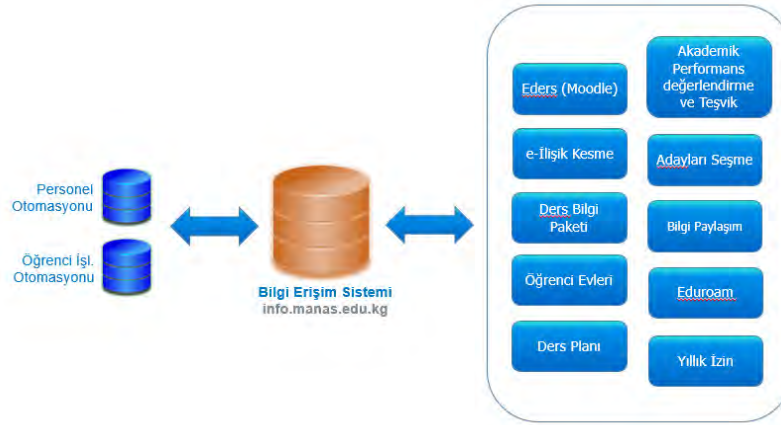 Personel
Otomasyonu
Öğrenci İşl.
Otomasyonu
Bilgi Erişim Sistemi
info.manas.edu.kg
Eders (Moodle)
e-İlişik Kesme
Ders Bilgi
Paketi
Öğrenci Evleri
Ders Planı
Akademik
Performans
değerlendirme
ve Teşvik
Adayları Seşme
Bilgi Paylaşım
Eduroam
Yıllık İzin